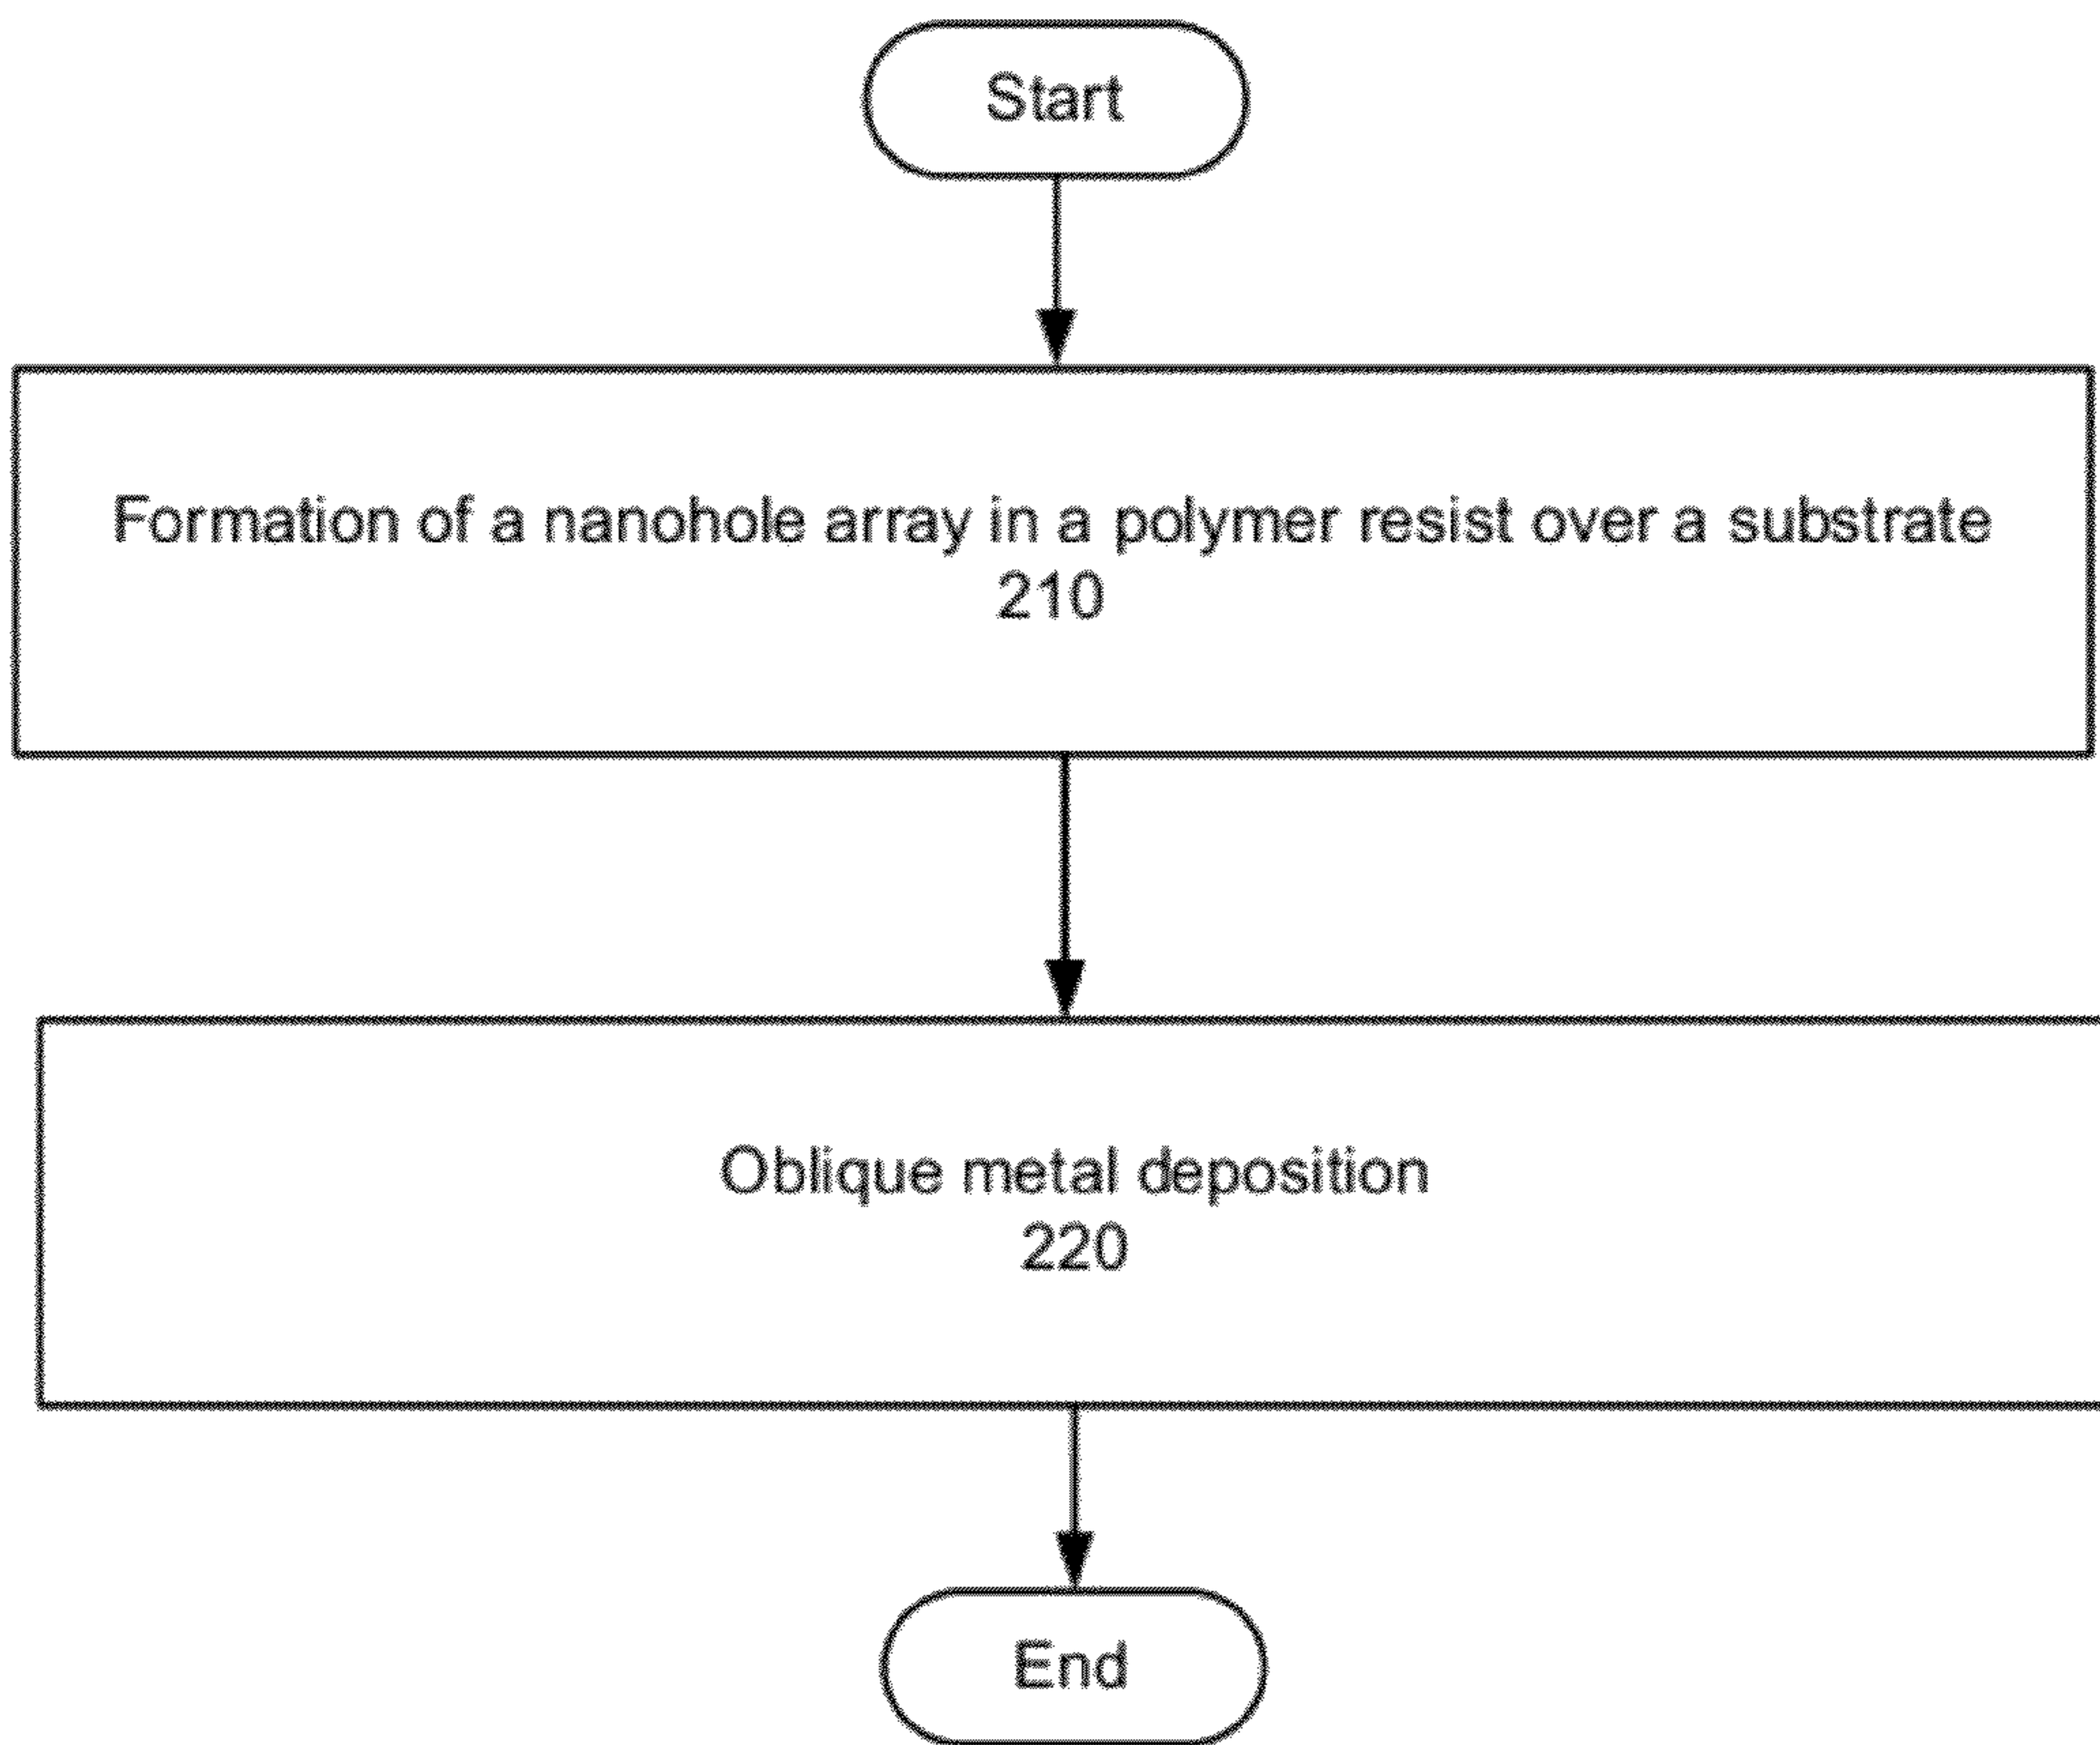 Start
Formation of a nanohole array in a polymer resist over a substrate
210
Oblique metal deposition
220
End